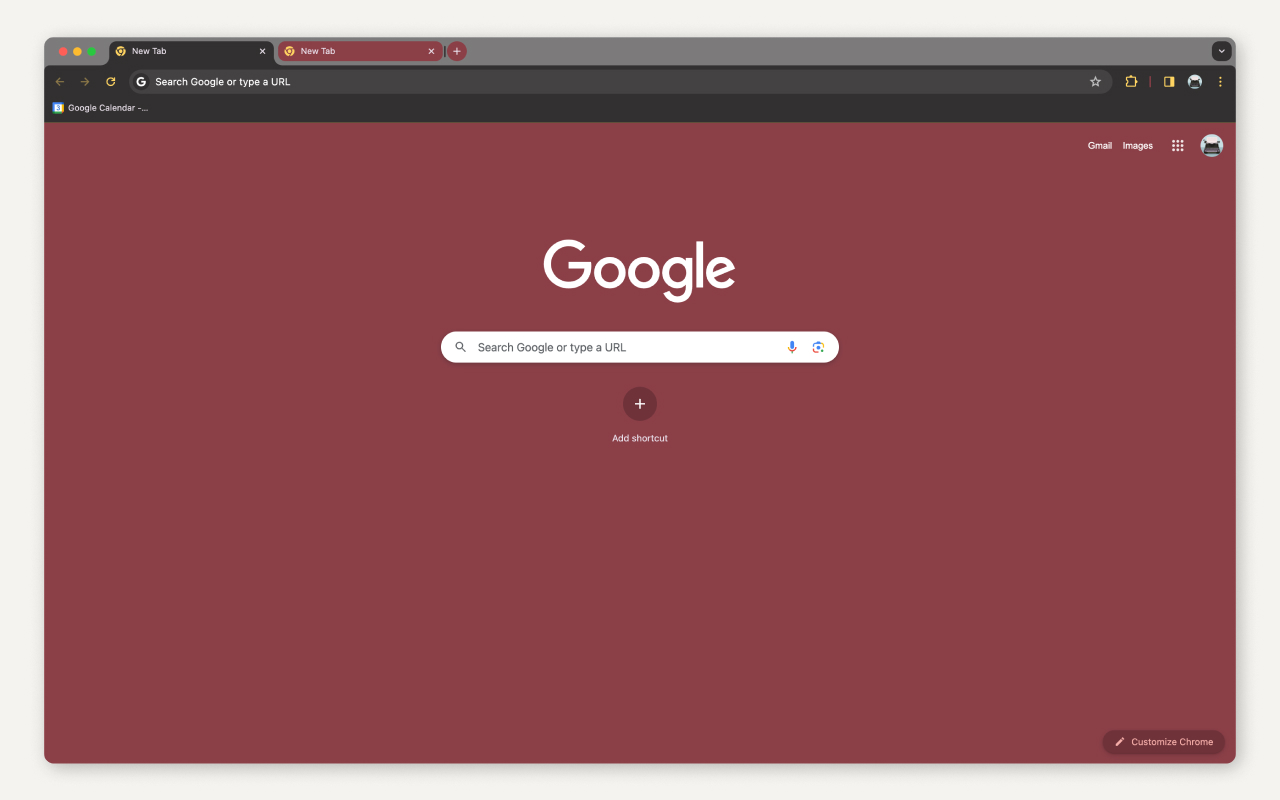 New Tab
New Tab
Search Google or type a URL
Google Calendar -...
Gmail Images
Google
Search Google or type a URL
Add shortcut
Customize Chrome